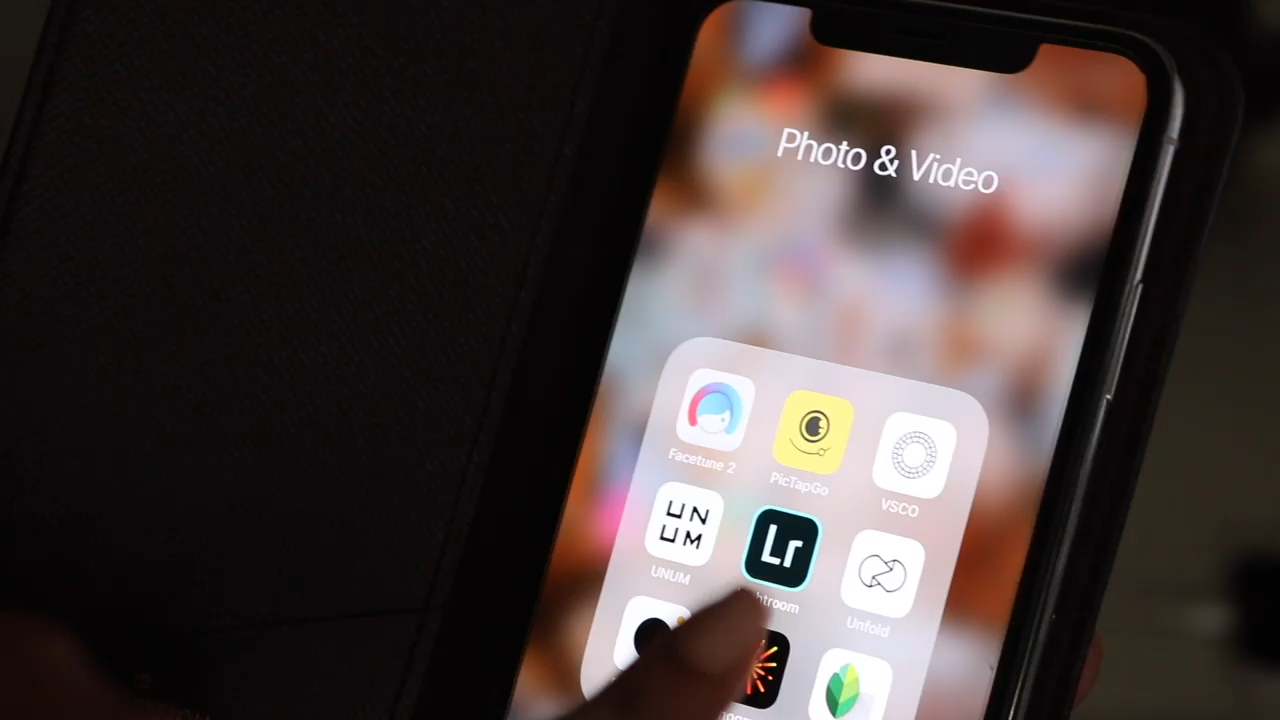 Photo & Video
Facetune 2
PicTapGo
VSCO
UN
UM
Lr
UNUM
Unfold